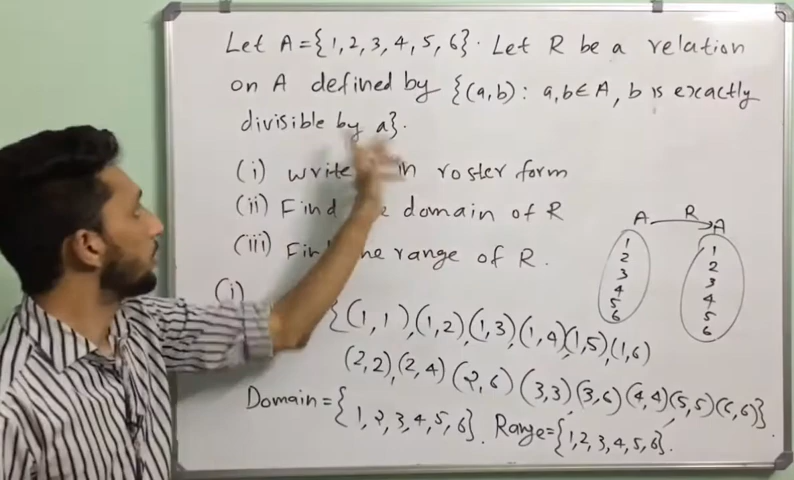 Let A={1,2,3,4,5,6}. Let R be a relation
on A defined by {(a,b): a,b∈A, b is exactly
divisible by a}.
(i) write in roster form
(ii) Find the domain of R
(iii) Find the range of R.
A R A
1 1
2 2
3 3
4 4
5 5
6 6
(i)
{(1,1),(1,2),(1,3),(1,4),(1,5),(1,6)
(2,2),(2,4)(2,6)(3,3)(3,6)(4,4)(5,5)(6,6)}
Domain={1,2,3,4,5,6}. Range={1,2,3,4,5,6}.